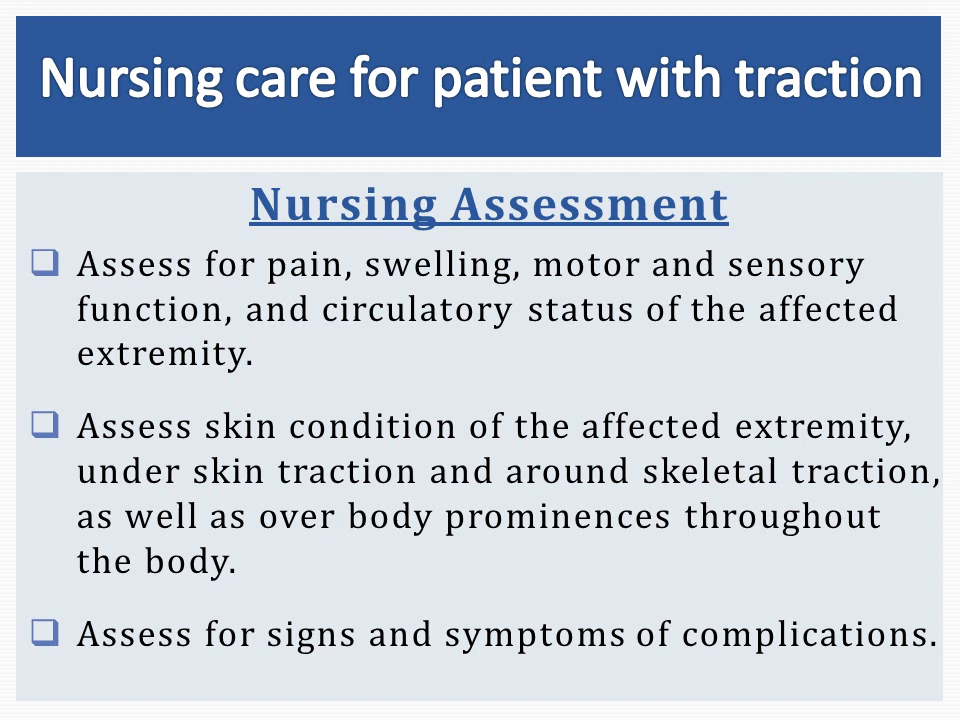 Nursing care for patient with traction
Nursing Assessment
Assess for pain, swelling, motor and sensory
function, and circulatory status of the affected
extremity.
Assess skin condition of the affected extremity,
under skin traction and around skeletal traction,
as well as over body prominences throughout
the body.
Assess for signs and symptoms of complications.